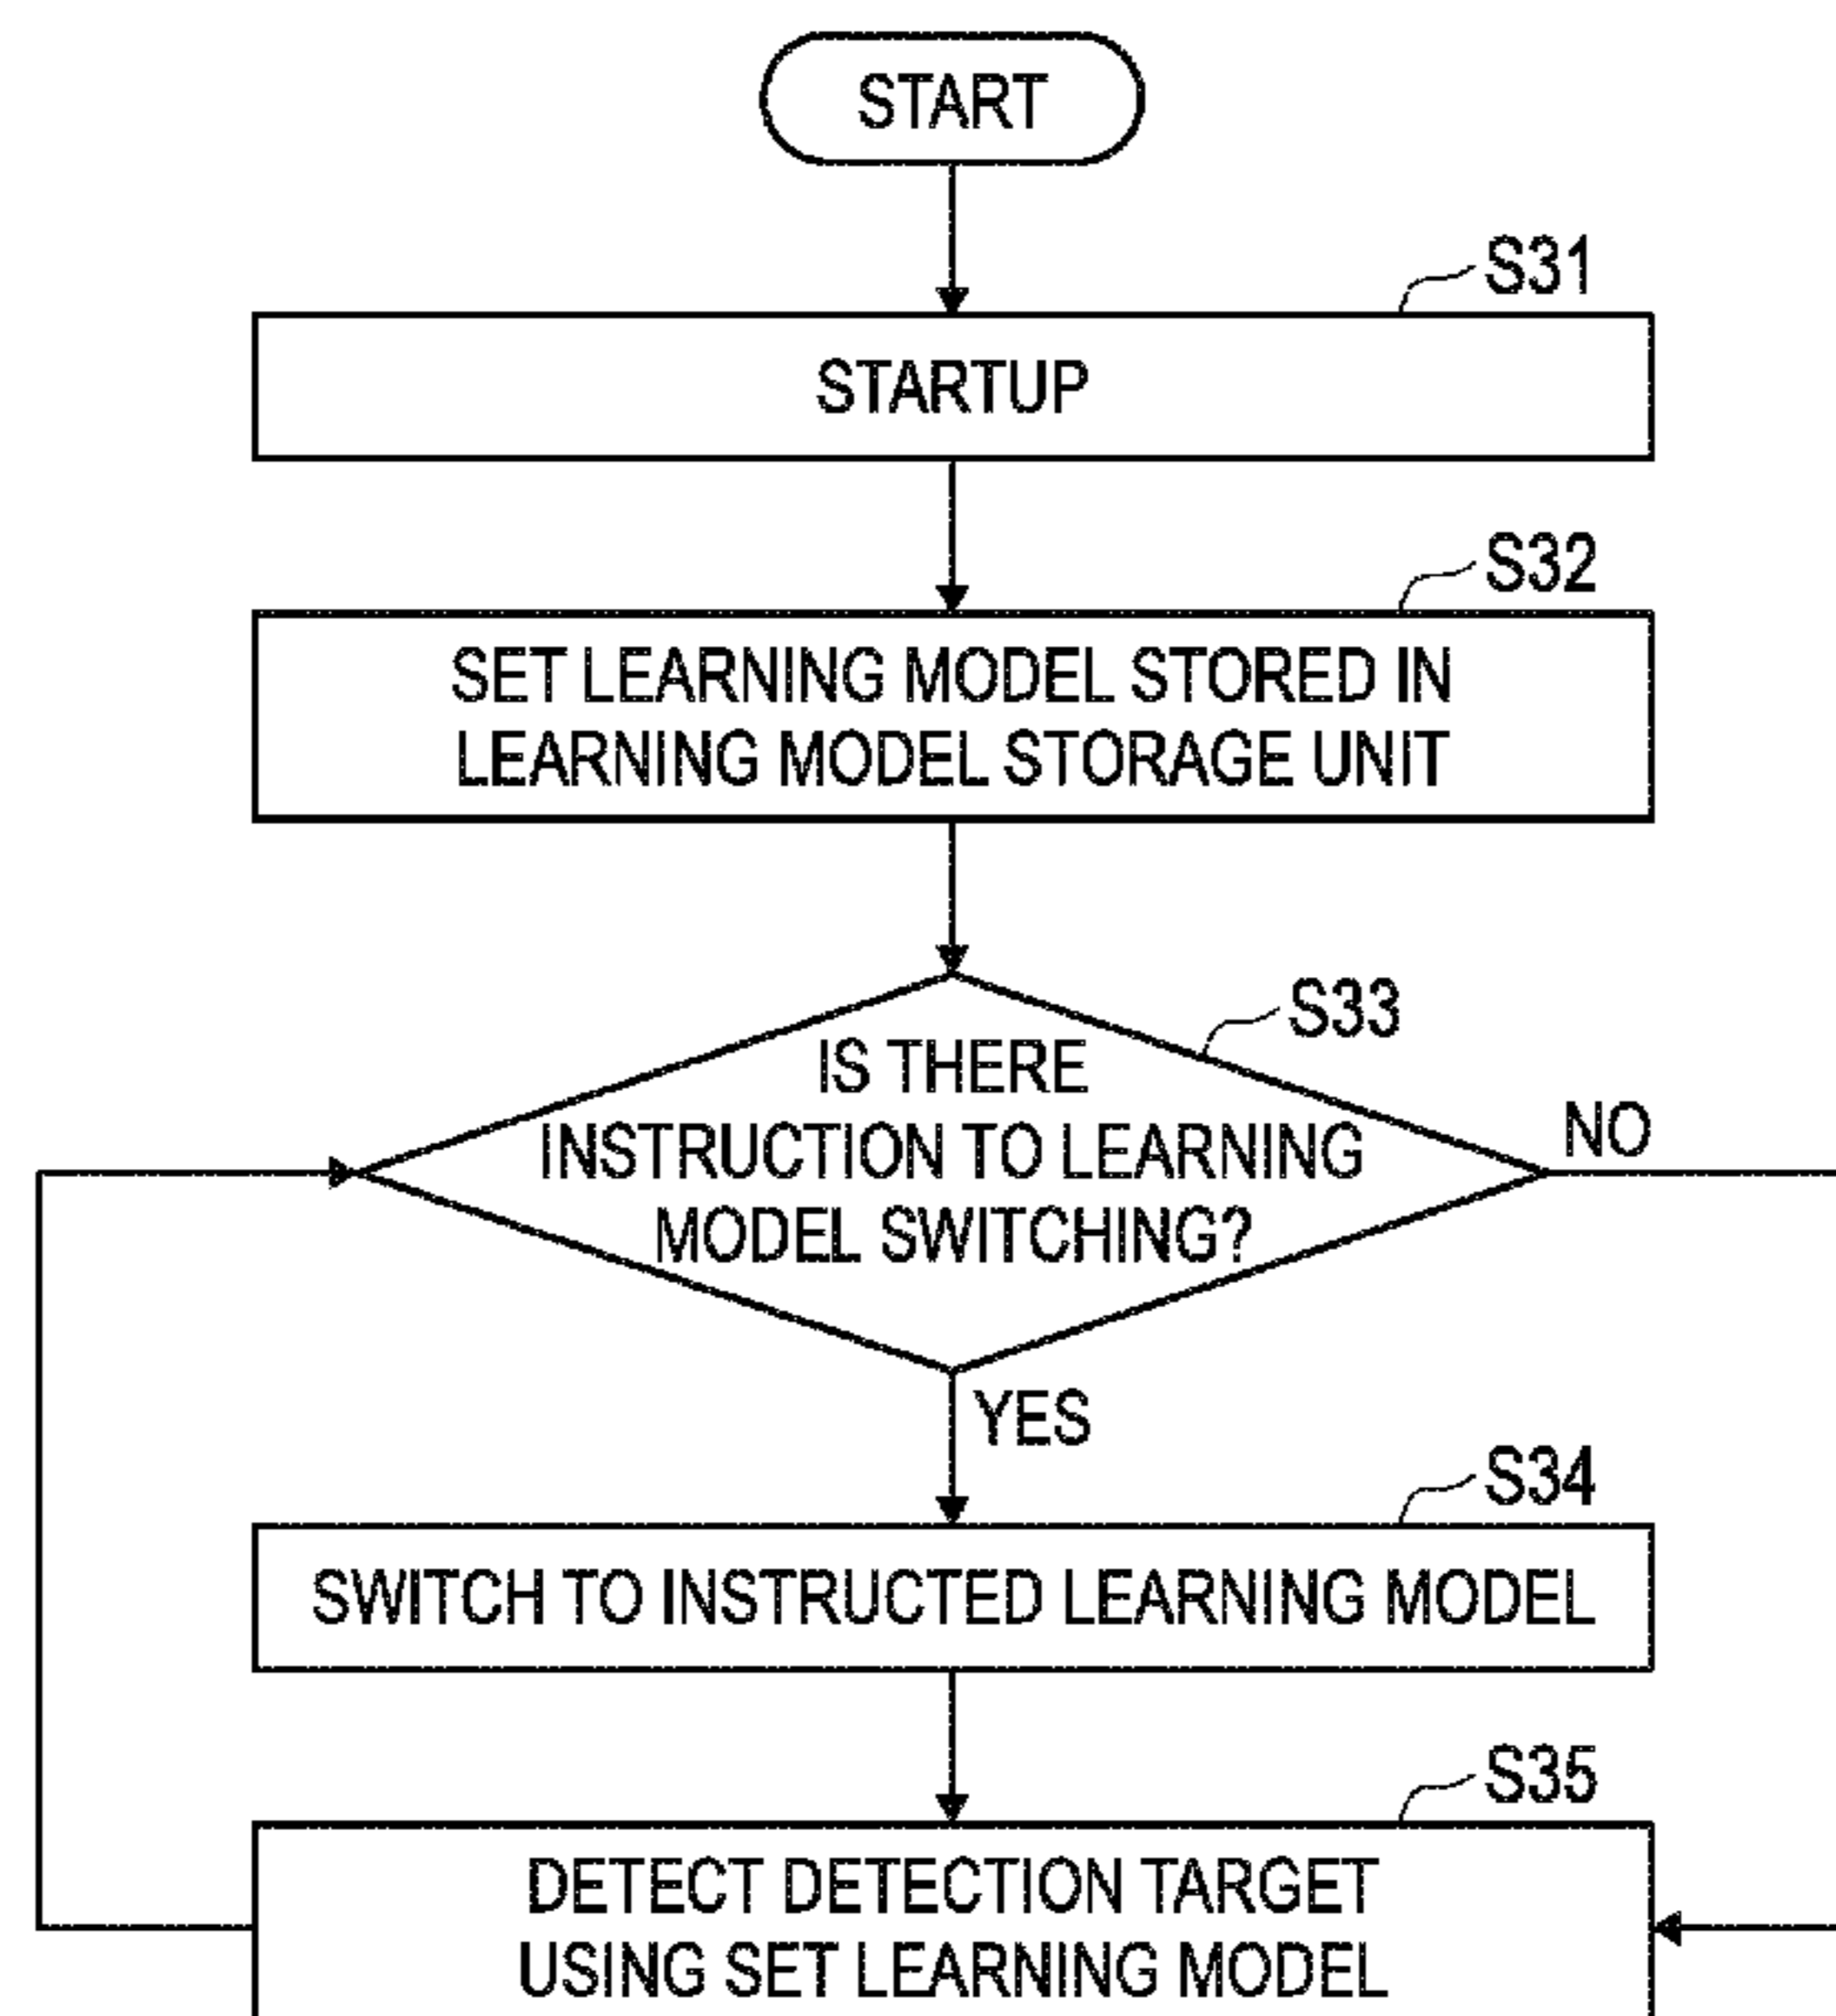 START
S31
STARTUP
S32
SET LEARNING MODEL STORED IN
LEARNING MODEL STORAGE UNIT
S33
IS THERE
INSTRUCTION TO LEARNING
MODEL SWITCHING?
NO
YES
S34
SWITCH TO INSTRUCTED LEARNING MODEL
S35
DETECT DETECTION TARGET
USING SET LEARNING MODEL